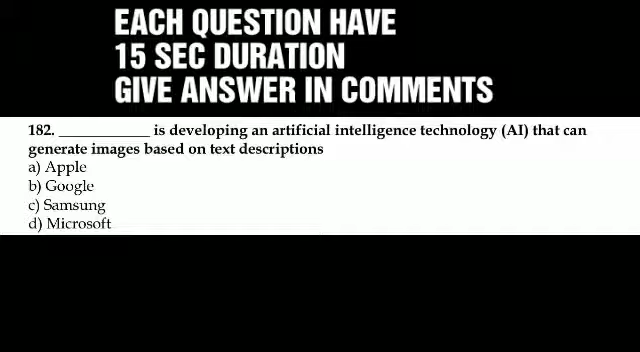 EACH QUESTION HAVE
15 SEC DURATION
GIVE ANSWER IN COMMENTS
182. ____________ is developing an artificial intelligence technology (AI) that can
generate images based on text descriptions
a) Apple
b) Google
c) Samsung
d) Microsoft